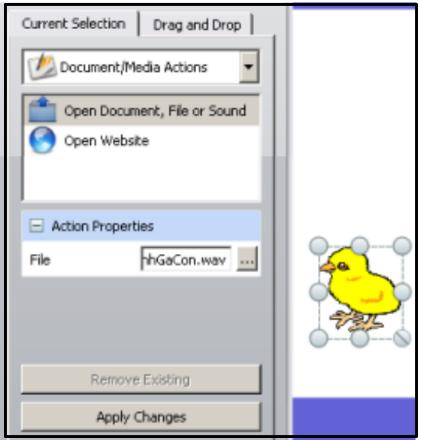 Current Selection
Drag and Drop
Document/Media Actions
Open Document, File or Sound
Open Website
Action Properties
File
hGaCon.wav
...
Remove Existing
Apply Changes